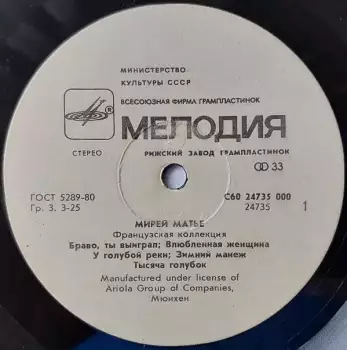 МИНИСТЕРСТВО
КУЛЬТУРЫ СССР
ВСЕСОЮЗНАЯ ФИРМА ГРАМПЛАСТИНОК
МЕЛОДИЯ
СТЕРЕО РИЖСКИЙ ЗАВОД ГРАМПЛАСТИНОК 33
ГОСТ 5289-80 С60 24735 000
Гр. 3. 3-25 24735 1
МИРЕЙ МАТЬЕ
Французская коллекция
Браво, ты выиграл; Влюбленная женщина
У голубой реки; Зимний манеж
Тысяча голубок
Manufactured under license of
Ariola Group of Companies,
Мюнхен